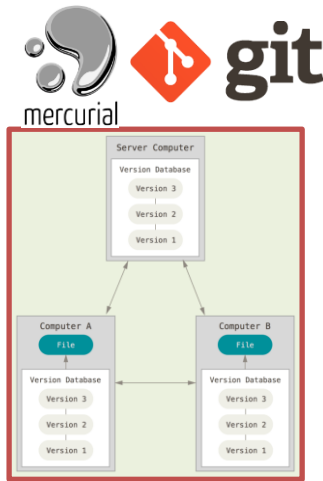 mercurial
git
Server Computer
Version Database
Version 3
Version 2
Version 1
Computer A
File
Version Database
Version 3
Version 2
Version 1
Computer B
File
Version Database
Version 3
Version 2
Version 1